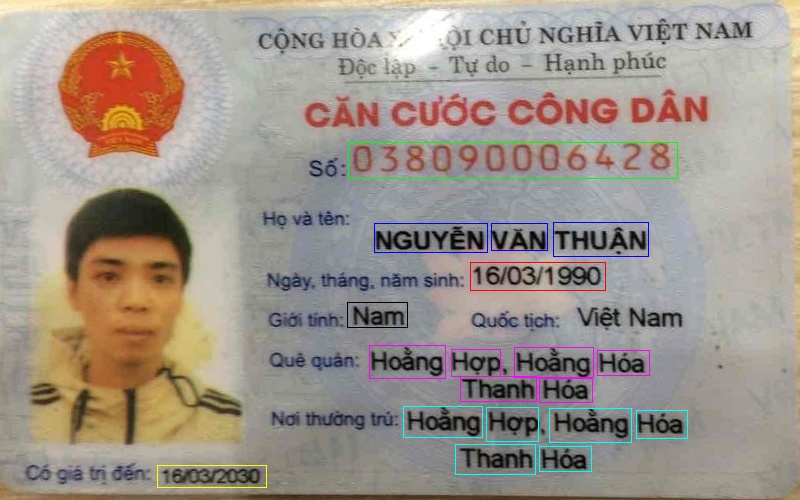 CỘNG HÒA XÃ HỘI CHỦ NGHĨA VIỆT NAM
Độc lập - Tự do - Hạnh phúc
CĂN CƯỚC CÔNG DÂN
Số: 038090006428
Họ và tên:
NGUYỄN VĂN THUẬN
Ngày, tháng, năm sinh: 16/03/1990
Giới tính: Nam Quốc tịch: Việt Nam
Quê quán: Hoằng Hợp, Hoằng Hóa
Thanh Hóa
Nơi thường trú: Hoằng Hợp, Hoằng Hóa
Thanh Hóa
Có giá trị đến: 16/03/2030